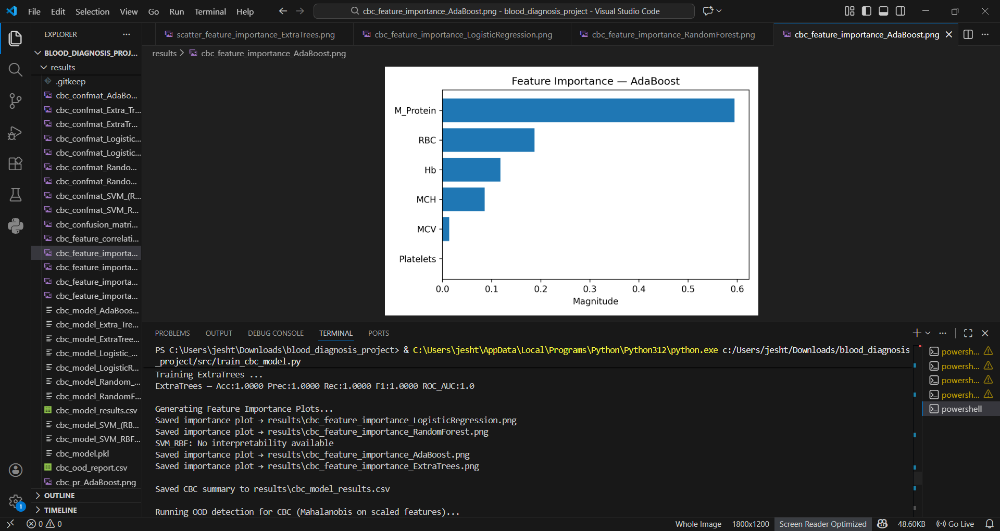 File Edit Selection View Go Run Terminal Help
cbc_feature_importance_AdaBoost.png - blood_diagnosis_project - Visual Studio Code
EXPLORER
BLOOD_DIAGNOSIS_PROJ...
results
.gitkeep
cbc_confmat_AdaBo...
cbc_confmat_Extra_Tr...
cbc_confmat_ExtraTr...
cbc_confmat_Logistic...
cbc_confmat_Logistic...
cbc_confmat_Rando...
cbc_confmat_Rando...
cbc_confmat_SVM_(R...
cbc_confmat_SVM_R...
cbc_confusion_matri...
cbc_feature_correlati...
cbc_feature_importa...
cbc_feature_importa...
cbc_feature_importa...
cbc_feature_importa...
cbc_model_AdaBoos...
cbc_model_Extra_Tre...
cbc_model_ExtraTree...
cbc_model_Logistic_...
cbc_model_LogisticR...
cbc_model_Random_...
cbc_model_RandomF...
cbc_model_results.csv
cbc_model_SVM_(RB...
cbc_model_SVM_RBF...
cbc_model.pkl
cbc_ood_report.csv
cbc_pr_AdaBoost.png
OUTLINE
TIMELINE
scatter_feature_importance_ExtraTrees.png
cbc_feature_importance_LogisticRegression.png
cbc_feature_importance_RandomForest.png
cbc_feature_importance_AdaBoost.png
results > cbc_feature_importance_AdaBoost.png
Feature Importance — AdaBoost
M_Protein
RBC
Hb
MCH
MCV
Platelets
0.0 0.1 0.2 0.3 0.4 0.5 0.6
Magnitude
PROBLEMS OUTPUT DEBUG CONSOLE TERMINAL PORTS
PS C:\Users\jesht\Downloads\blood_diagnosis_project> & C:\Users\jesht\AppData\Local\Programs\Python\Python312\python.exe c:/Users/jesht/Downloads/blood_diagnosis
_project/src/train_cbc_model.py
Training ExtraTrees ...
ExtraTrees — Acc:1.0000 Prec:1.0000 Rec:1.0000 F1:1.0000 ROC_AUC:1.0
Generating Feature Importance Plots...
Saved importance plot → results\cbc_feature_importance_LogisticRegression.png
Saved importance plot → results\cbc_feature_importance_RandomForest.png
SVM_RBF: No interpretability available
Saved importance plot → results\cbc_feature_importance_AdaBoost.png
Saved importance plot → results\cbc_feature_importance_ExtraTrees.png
Saved CBC summary to results\cbc_model_results.csv
Running OOD detection for CBC (Mahalanobis on scaled features)...
powersh...
powersh...
powersh...
powersh...
powershell
1
0 0
Whole Image 1800x1200 Screen Reader Optimized 48.60KB Go Live